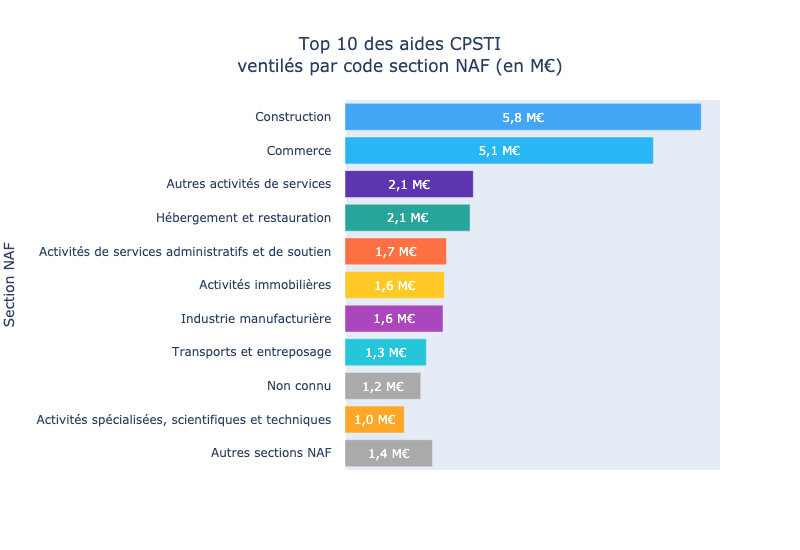 Top 10 des aides CPSTI
ventilés par code section NAF (en M€)
Section NAF
Construction 5,8 M€
Commerce 5,1 M€
Autres activités de services 2,1 M€
Hébergement et restauration 2,1 M€
Activités de services administratifs et de soutien 1,7 M€
Activités immobilières 1,6 M€
Industrie manufacturière 1,6 M€
Transports et entreposage 1,3 M€
Non connu 1,2 M€
Activités spécialisées, scientifiques et techniques 1,0 M€
Autres sections NAF 1,4 M€